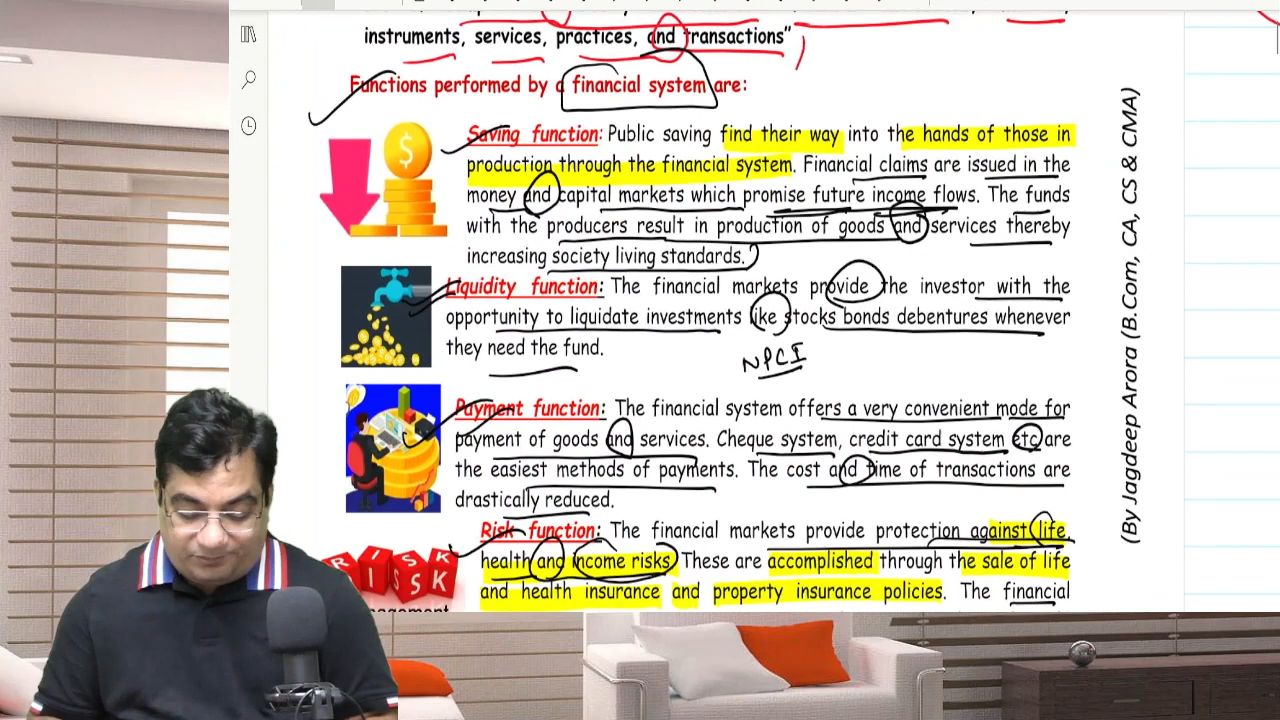 instruments, services, practices, and transactions”
Functions performed by a financial system are:
Saving function: Public saving find their way into the hands of those in
production through the financial system. Financial claims are issued in the
money and capital markets which promise future income flows. The funds
with the producers result in production of goods and services thereby
increasing society living standards.
Liquidity function: The financial markets provide the investor with the
opportunity to liquidate investments like stocks bonds debentures whenever
they need the fund.
NPCI
Payment function: The financial system offers a very convenient mode for
payment of goods and services. Cheque system, credit card system etc are
the easiest methods of payments. The cost and time of transactions are
drastically reduced.
Risk function: The financial markets provide protection against life,
health and income risks. These are accomplished through the sale of life
and health insurance and property insurance policies. The financial
RISK
RISK
(By Jagdeep Arora (B.Com, CA, CS & CMA)